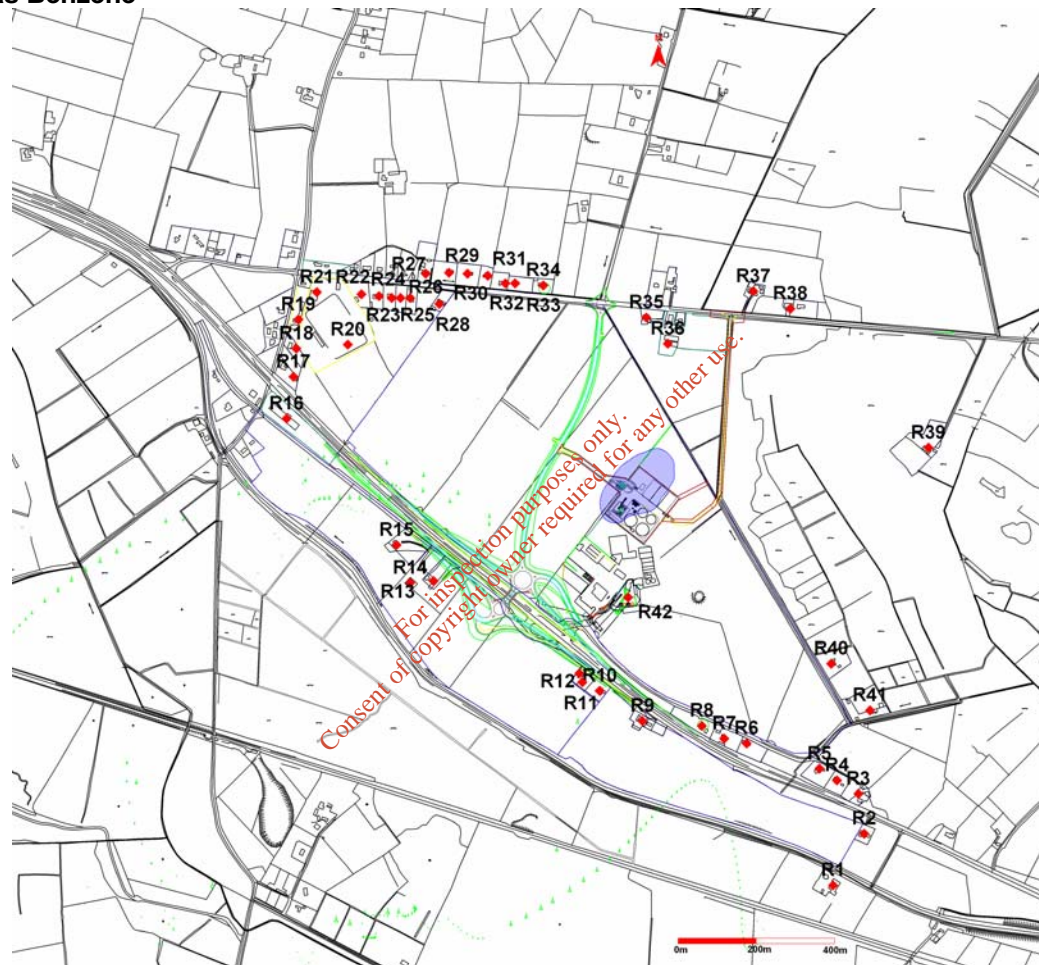 R37
R27
R29
R31
R34
R21
R22
R24
R26
R38
R30
R32
R33
R23
R25
R35
R19
R28
R18
R20
R36
R17
R16
R39
For inspection purposes only.
Consent of copyright owner required for any other use.
R15
R14
R13
R42
R40
R12
R10
R11
R41
R9
R8
R7
R6
R5
R4
R3
R2
R1
0m
200m
400m